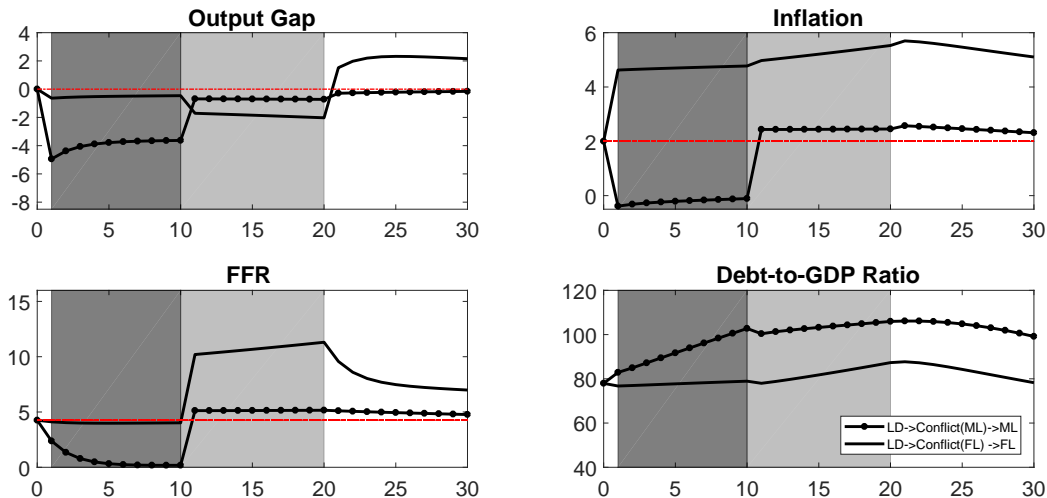 Output Gap
4
2
0
-2
-4
-6
-8
0 5 10 15 20 25 30
Inflation
6
4
2
0
0 5 10 15 20 25 30
FFR
15
10
5
0
0 5 10 15 20 25 30
Debt-to-GDP Ratio
120
100
80
60
40
0 5 10 15 20 25 30
LD->Conflict(ML)->ML
LD->Conflict(FL) ->FL